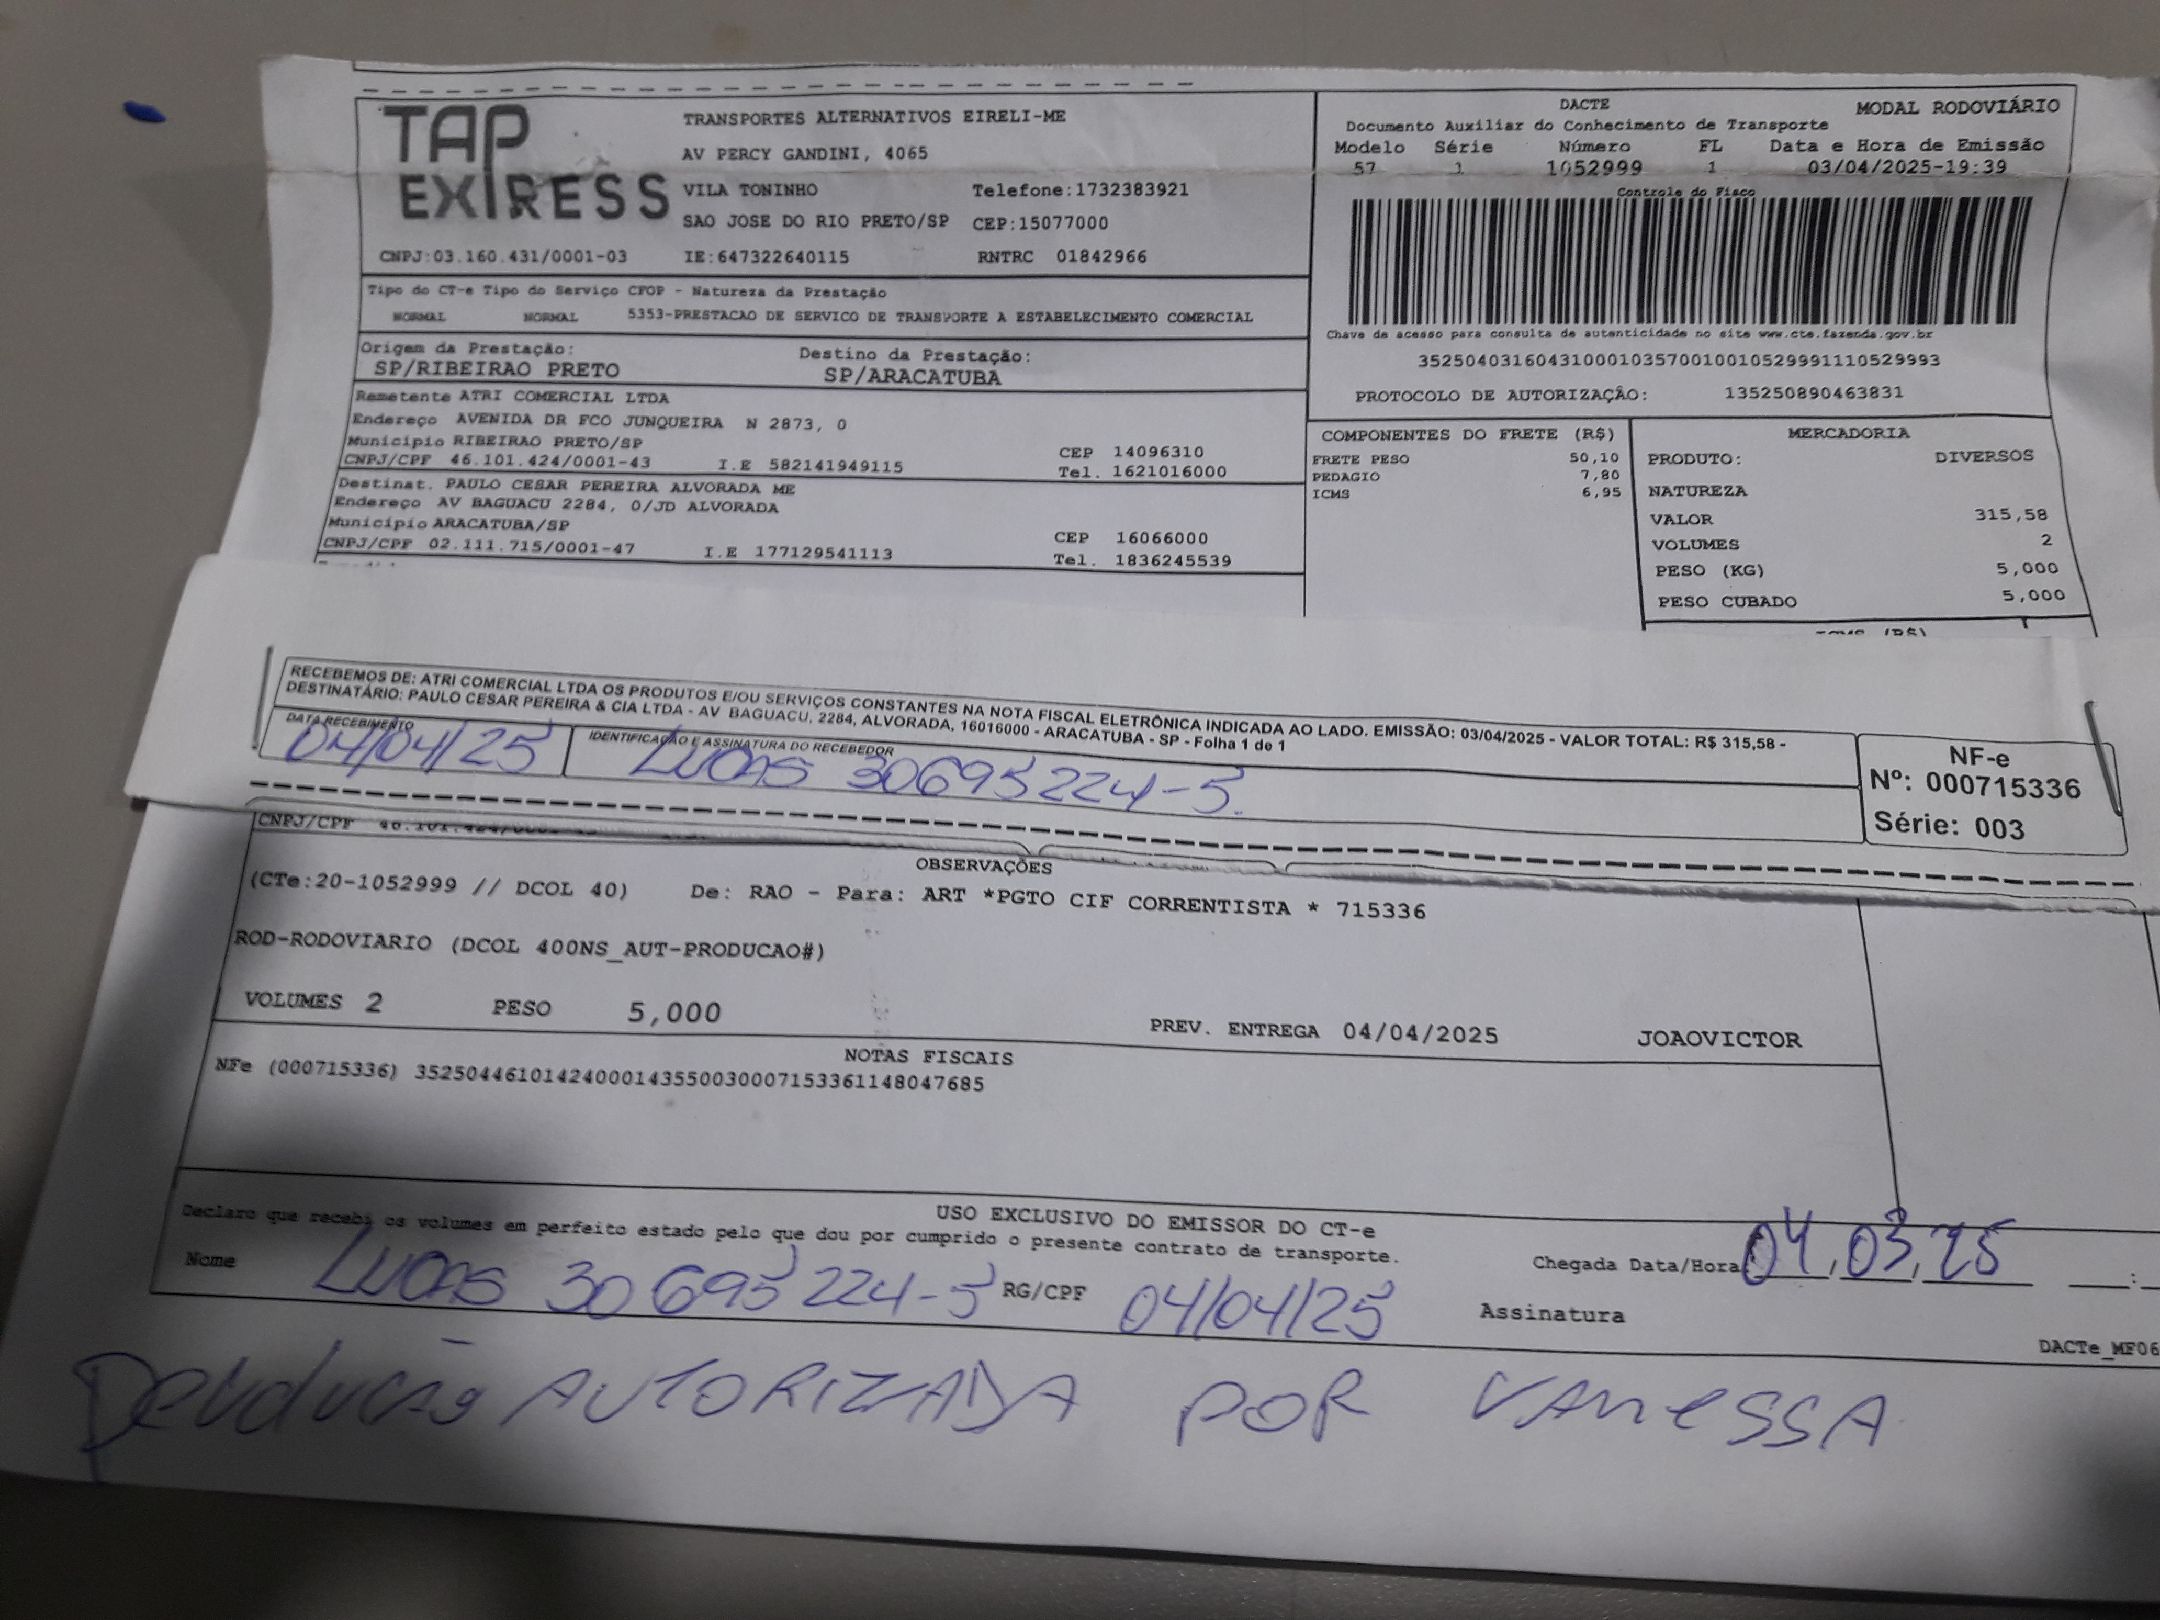 TAP EXPRESS
TRANSPORTES ALTERNATIVOS EIRELI-ME
AV PERCY GANDINI, 4065
VILA TONINHO Telefone:1732383921
SAO JOSE DO RIO PRETO/SP CEP:15077000
CNPJ:03.160.431/0001-03 IE:647322640115 RNTRC 01842966
DACTE MODAL RODOVIÁRIO
Documento Auxiliar do Conhecimento de Transporte
Modelo Série Número FL Data e Hora de Emissão
57 1 1052999 1 03/04/2025-19:39
Controle do Fisco
Chave de acesso para consulta de autenticidade no site www.cte.fazenda.gov.br
35250403160431000103570010010529991110529993
PROTOCOLO DE AUTORIZAÇÃO: 135250890463831
Tipo do CT-e Tipo do Serviço CFOP - Natureza da Prestação
NORMAL NORMAL 5353-PRESTACAO DE SERVICO DE TRANSPORTE A ESTABELECIMENTO COMERCIAL
Origem da Prestação: Destino da Prestação:
SP/RIBEIRAO PRETO SP/ARACATUBA
Remetente ATRI COMERCIAL LTDA
Endereço AVENIDA DR FCO JUNQUEIRA N 2873, 0
Município RIBEIRAO PRETO/SP CEP 14096310
CNPJ/CPF 46.101.424/0001-43 I.E 582141949115 Tel. 1621016000
Destinat. PAULO CESAR PEREIRA ALVORADA ME
Endereço AV BAGUACU 2284, 0/JD ALVORADA
Município ARACATUBA/SP CEP 16066000
CNPJ/CPF 02.111.715/0001-47 I.E 177129541113 Tel. 1836245539
COMPONENTES DO FRETE (R$)
FRETE PESO 50,10
PEDAGIO 7,80
ICMS 6,95
MERCADORIA
PRODUTO: DIVERSOS
NATUREZA
VALOR 315,58
VOLUMES 2
PESO (KG) 5,000
PESO CUBADO 5,000
RECEBEMOS DE: ATRI COMERCIAL LTDA OS PRODUTOS E/OU SERVIÇOS CONSTANTES NA NOTA FISCAL ELETRÔNICA INDICADA AO LADO. EMISSÃO: 03/04/2025 - VALOR TOTAL: R$ 315,58 -
DESTINATÁRIO: PAULO CESAR PEREIRA & CIA LTDA - AV BAGUACU, 2284, ALVORADA, 16016000 - ARACATUBA - SP - Folha 1 de 1
DATA RECEBIMENTO IDENTIFICAÇÃO E ASSINATURA DO RECEBEDOR
04/04/25 LUCAS 30695224-5
NF-e
Nº: 000715336
Série: 003
CNPJ/CPF 46.101.424/0001-43
OBSERVAÇÕES
(CTe:20-1052999 // DCOL 40) De: RAO - Para: ART *PGTO CIF CORRENTISTA * 715336
ROD-RODOVIARIO (DCOL 400NS_AUT-PRODUCAO#)
VOLUMES 2 PESO 5,000 PREV. ENTREGA 04/04/2025 JOAOVICTOR
NOTAS FISCAIS
NFe (000715336) 35250446101424000143550030007153361148047685
USO EXCLUSIVO DO EMISSOR DO CT-e
Declaro que recebi os volumes em perfeito estado pelo que dou por cumprido o presente contrato de transporte.
Nome LUCAS 30695224-5 RG/CPF 04/04/25
Chegada Data/Hora 04,03,25 :
Assinatura
DACTe_MF06
Devolução AUTORIZADA POR VANESSA